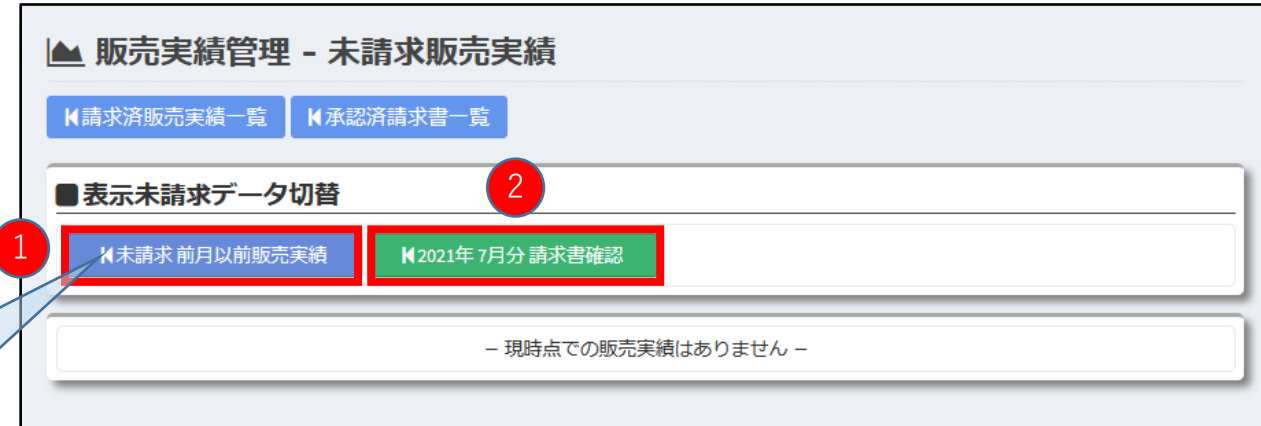 販売実績管理 - 未請求販売実績
請求済販売実績一覧 承認済請求書一覧
■表示未請求データ切替
2
1
未請求 前月以前販売実績 2021年 7月分 請求書確認
– 現時点での販売実績はありません –